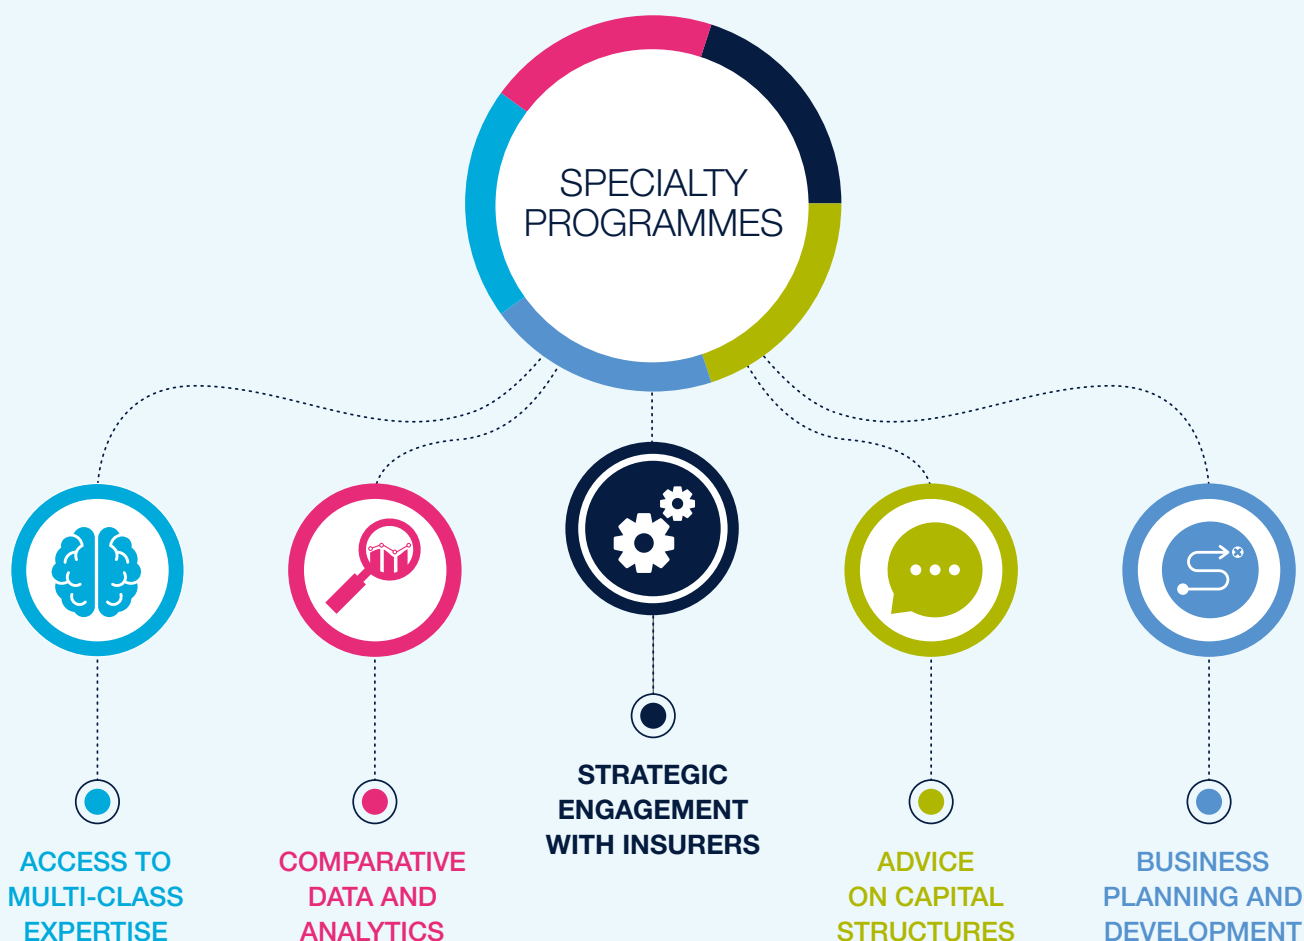 SPECIALTY
PROGRAMMES
ACCESS TO
MULTI-CLASS
EXPERTISE
COMPARATIVE
DATA AND
ANALYTICS
STRATEGIC
ENGAGEMENT
WITH INSURERS
ADVICE
ON CAPITAL
STRUCTURES
BUSINESS
PLANNING AND
DEVELOPMENT